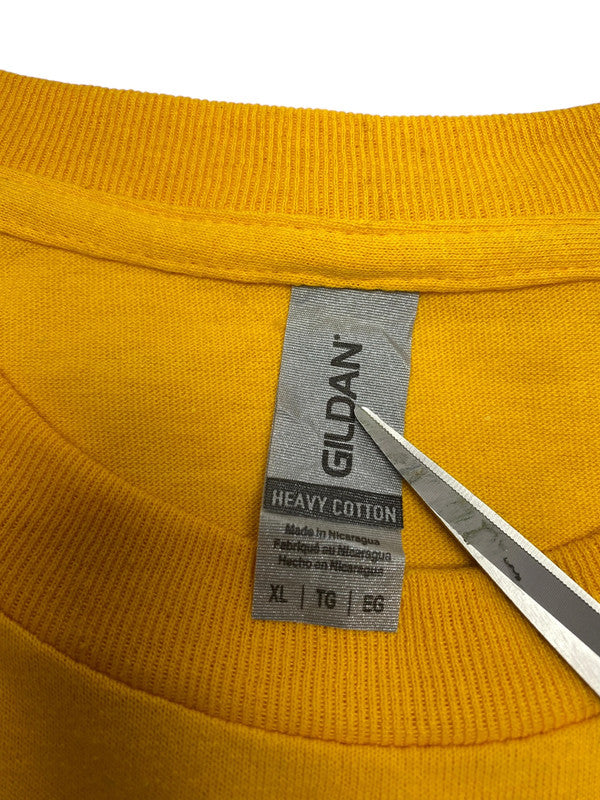 GILDAN
HEAVY COTTON
Made in Nicaragua
Fabriqué au Nicaragua
Hecho en Nicaragua
XL | TG | EG